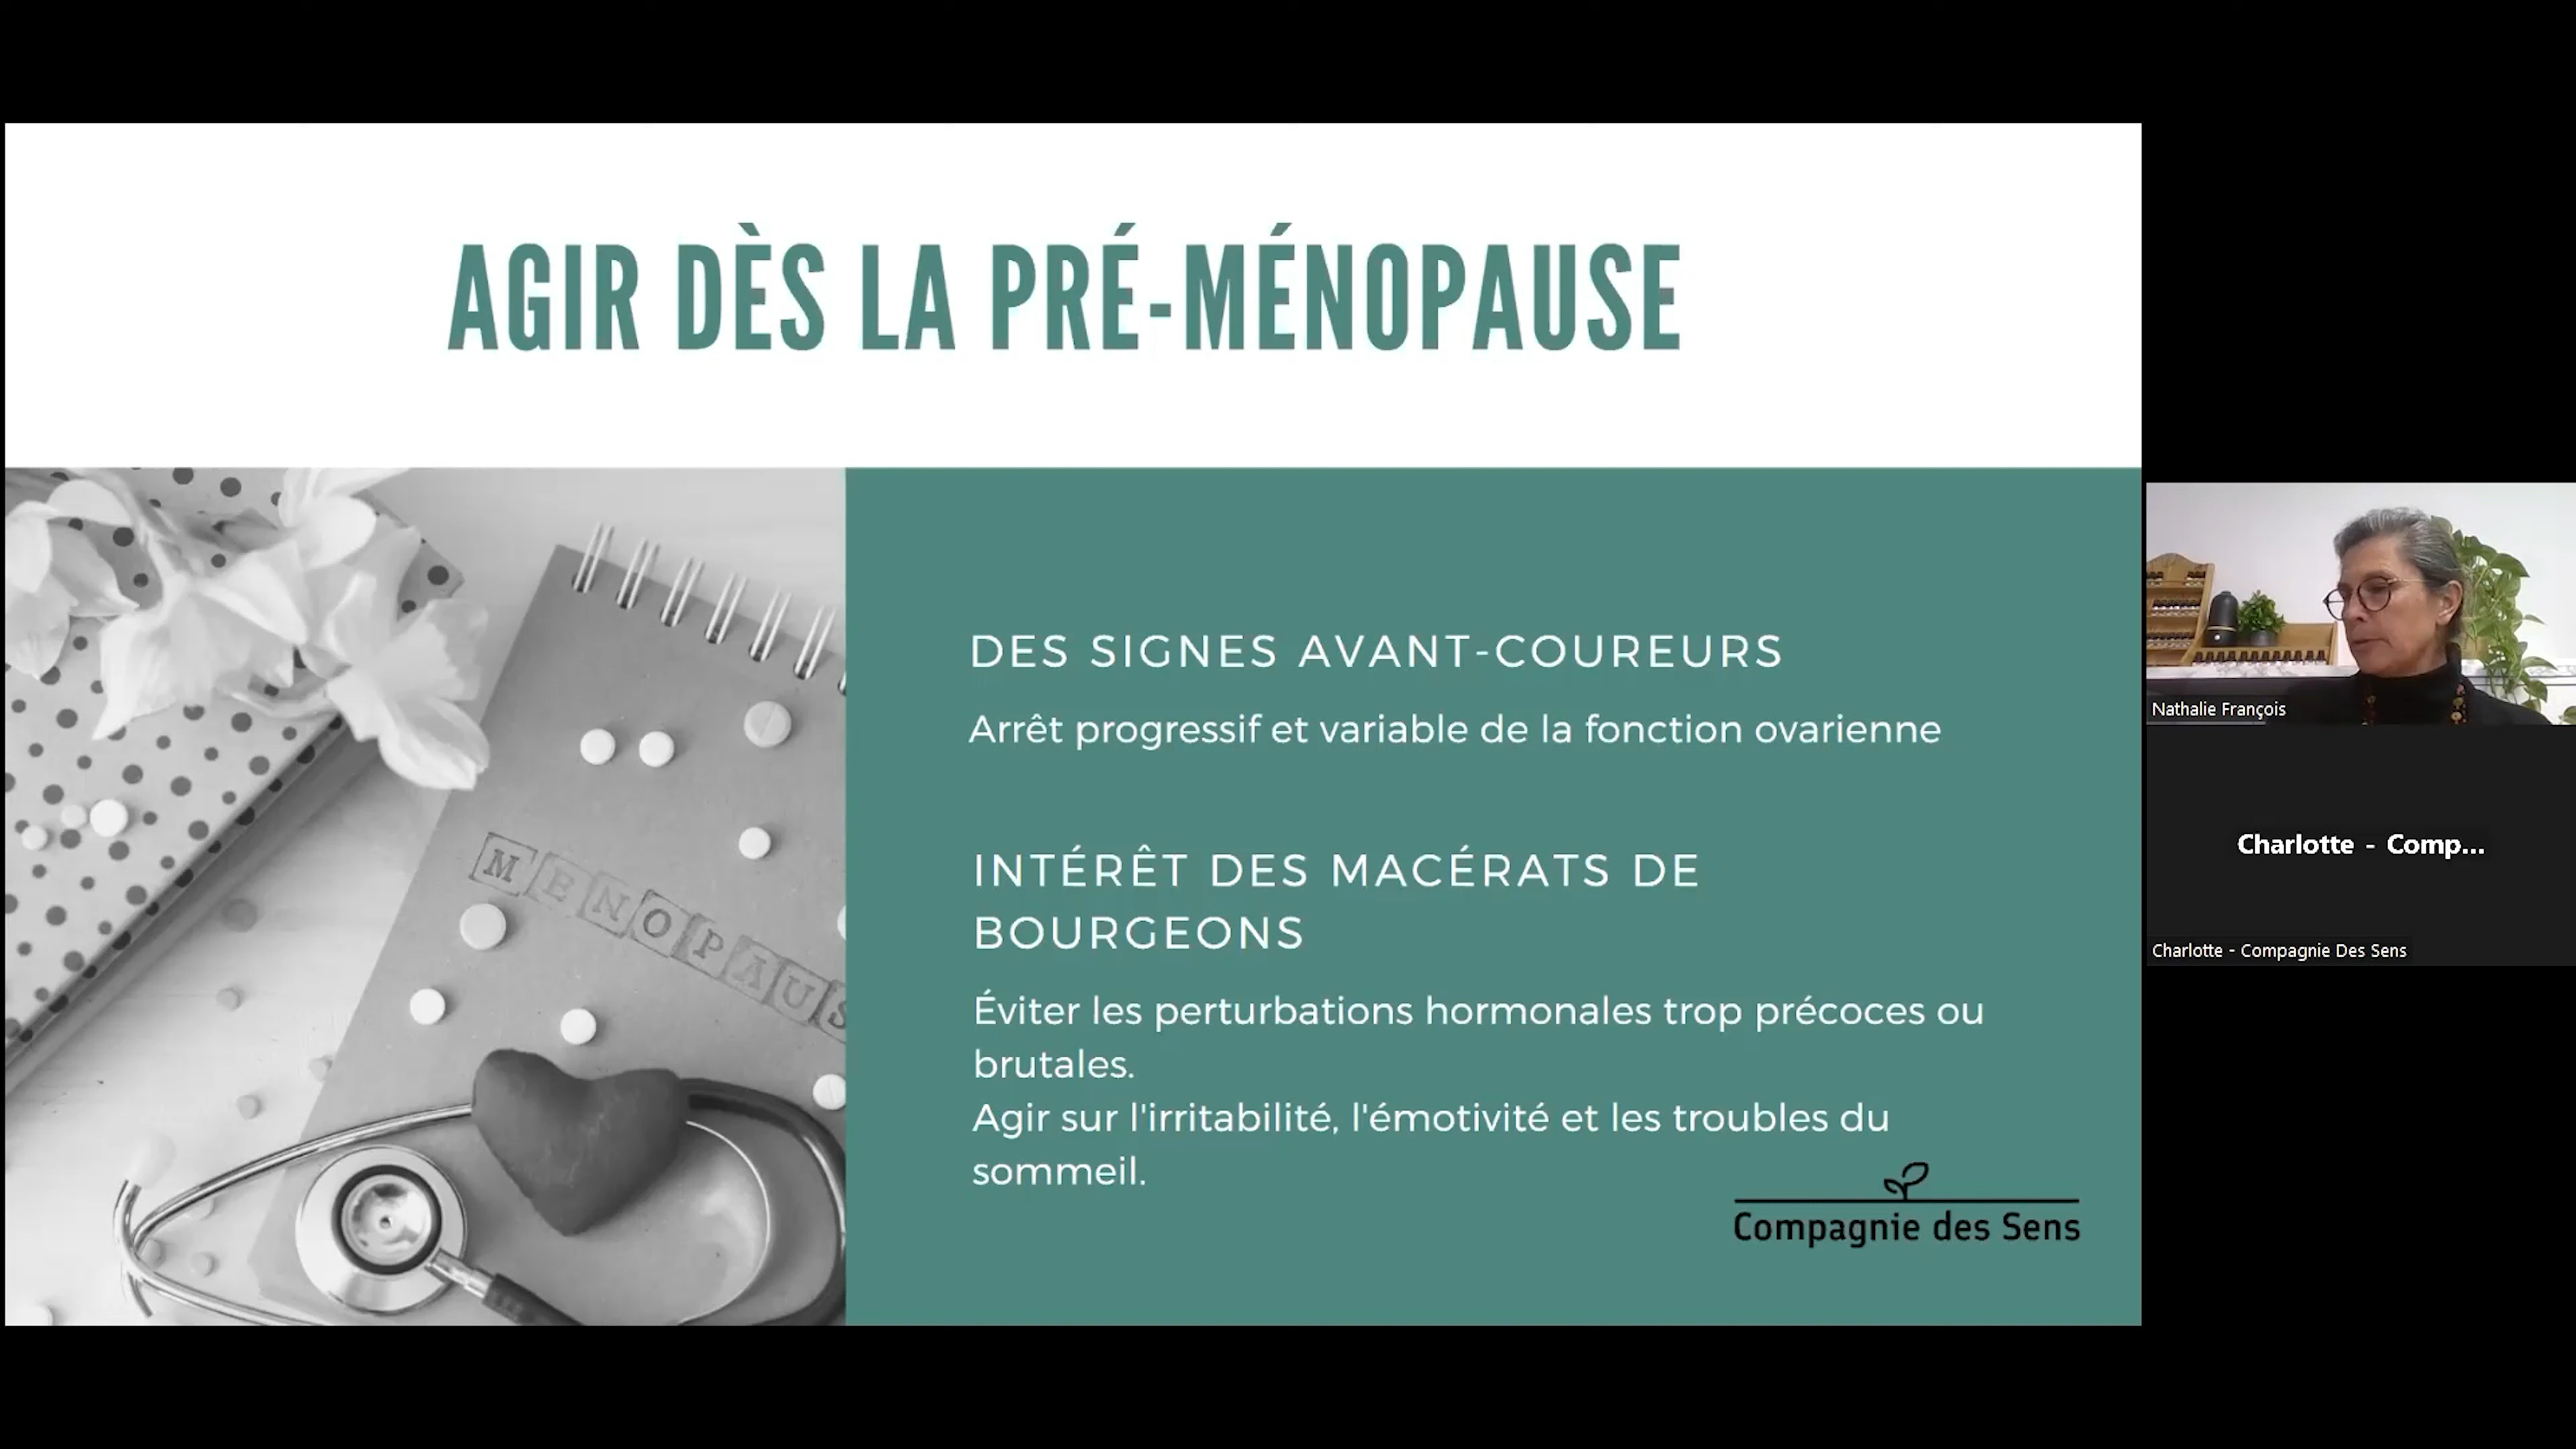 AGIR DÈS LA PRÉ-MÉNOPAUSE
MENOPAUS
DES SIGNES AVANT-COUREURS
Arrêt progressif et variable de la fonction ovarienne
INTÉRÊT DES MACÉRATS DE
BOURGEONS
Éviter les perturbations hormonales trop précoces ou
brutales.
Agir sur l'irritabilité, l'émotivité et les troubles du
sommeil.
Compagnie des Sens
Nathalie François
Charlotte - Comp...
Charlotte - Compagnie Des Sens